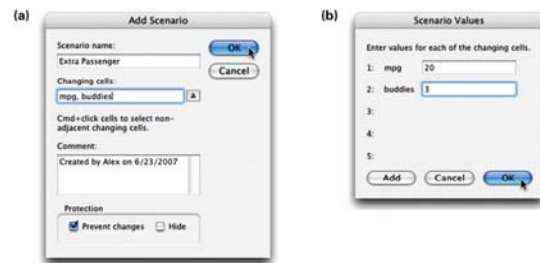 (a)
Add Scenario
Scenario name:
Extra Passenger
OK
Cancel
Changing cells:
mpg, buddies
Cmd+click cells to select non-
adjacent changing cells.
Comment:
Created by Alex on 6/23/2007
Protection
Prevent changes
Hide
(b)
Scenario Values
Enter values for each of the changing cells.
1: mpg 20
2: buddies 3
3:
4:
5:
Add
Cancel
OK